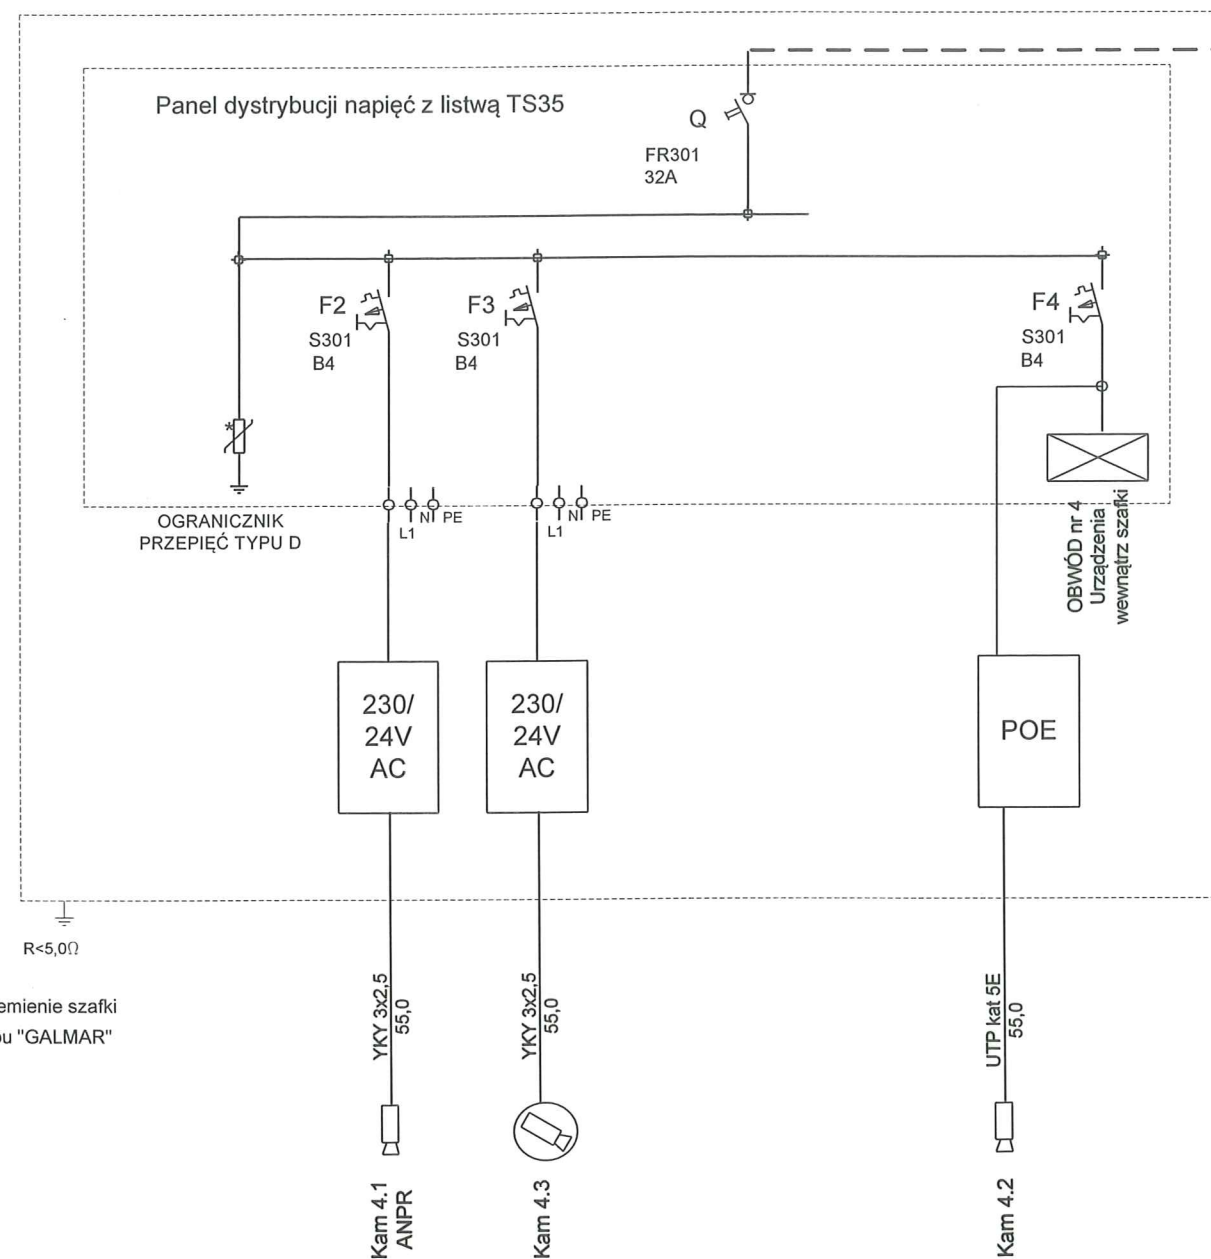 Panel dystrybucji napięć z listwą TS35
Q
FR301
32A
F2
S301
B4
F3
S301
B4
F4
S301
B4
*
OGRANICZNIK
PRZEPIĘĆ TYPU D
L1
N
PE
L1
N
PE
OBWÓD nr 4
Urządzenia
wewnątrz szafki
230/
24V
AC
230/
24V
AC
POE
R<5,0Ω
emienie szafki
ou "GALMAR"
YKY 3x2,5
55,0
YKY 3x2,5
55,0
UTP kat 5E
55,0
Kam 4.1
ANPR
Kam 4.3
Kam 4.2